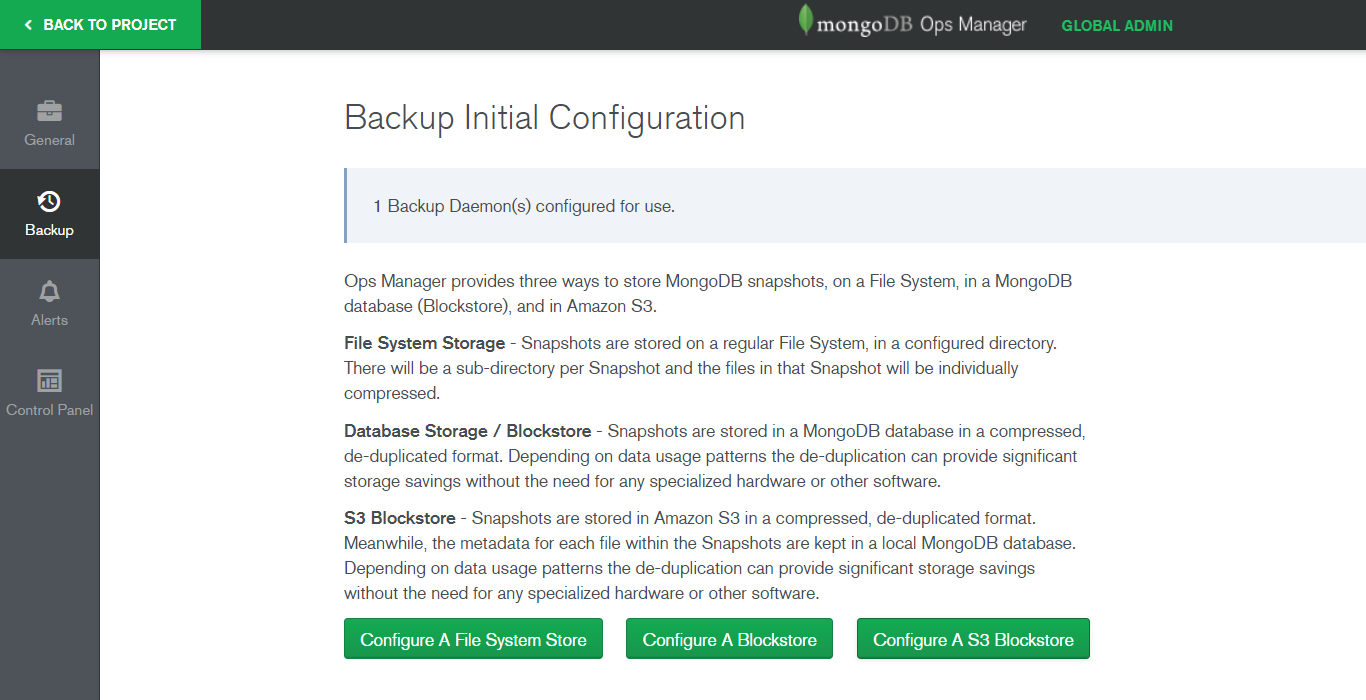 BACK TO PROJECT
mongoDB Ops Manager
GLOBAL ADMIN
General
Backup
Alerts
Control Panel
Backup Initial Configuration
1 Backup Daemon(s) configured for use.
Ops Manager provides three ways to store MongoDB snapshots, on a File System, in a MongoDB
database (Blockstore), and in Amazon S3.
File System Storage - Snapshots are stored on a regular File System, in a configured directory.
There will be a sub-directory per Snapshot and the files in that Snapshot will be individually
compressed.
Database Storage / Blockstore - Snapshots are stored in a MongoDB database in a compressed,
de-duplicated format. Depending on data usage patterns the de-duplication can provide significant
storage savings without the need for any specialized hardware or other software.
S3 Blockstore - Snapshots are stored in Amazon S3 in a compressed, de-duplicated format.
Meanwhile, the metadata for each file within the Snapshots are kept in a local MongoDB database.
Depending on data usage patterns the de-duplication can provide significant storage savings
without the need for any specialized hardware or other software.
Configure A File System Store
Configure A Blockstore
Configure A S3 Blockstore